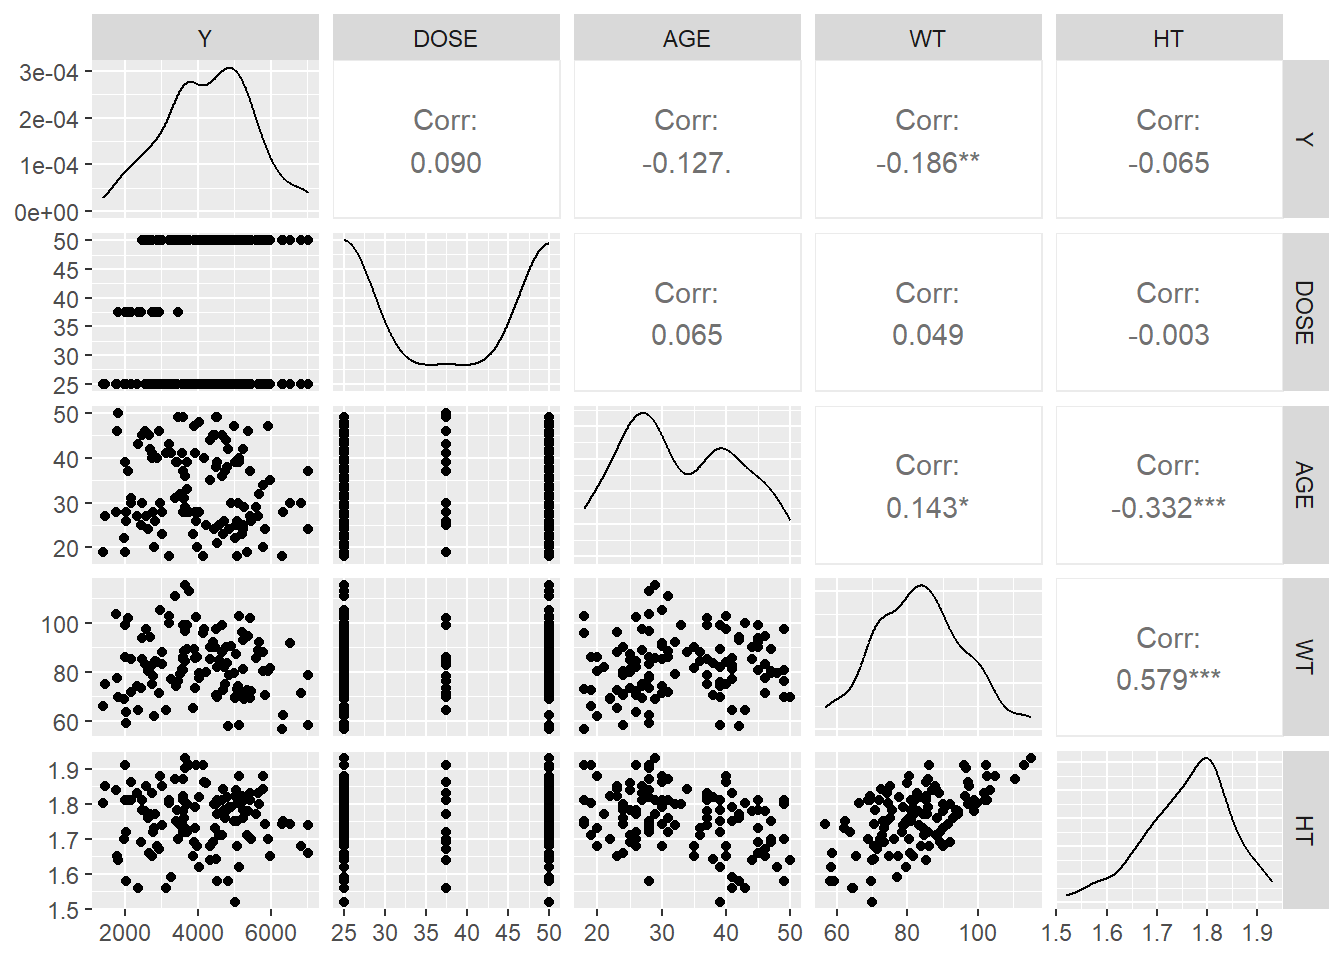 Y DOSE AGE WT HT
3e-04
2e-04
1e-04
0e+00
Corr:
0.090
Corr:
-0.127.
Corr:
-0.186**
Corr:
-0.065
Y
50
45
40
35
30
25
Corr:
0.065
Corr:
0.049
Corr:
-0.003
DOSE
50
40
30
20
Corr:
0.143*
Corr:
-0.332***
AGE
100
80
60
Corr:
0.579***
WT
1.9
1.8
1.7
1.6
1.5
HT
2000 4000 6000 25 30 35 40 45 50 20 30 40 50 60 80 100 1.5 1.6 1.7 1.8 1.9